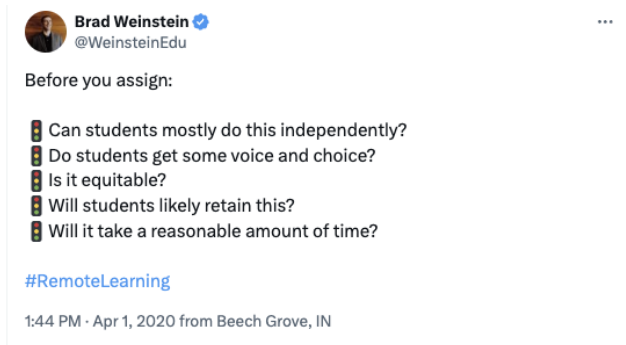 Brad Weinstein
@WeinsteinEdu
Before you assign:
🚦Can students mostly do this independently?
🚦Do students get some voice and choice?
🚦Is it equitable?
🚦Will students likely retain this?
🚦Will it take a reasonable amount of time?
#RemoteLearning
1:44 PM · Apr 1, 2020 from Beech Grove, IN